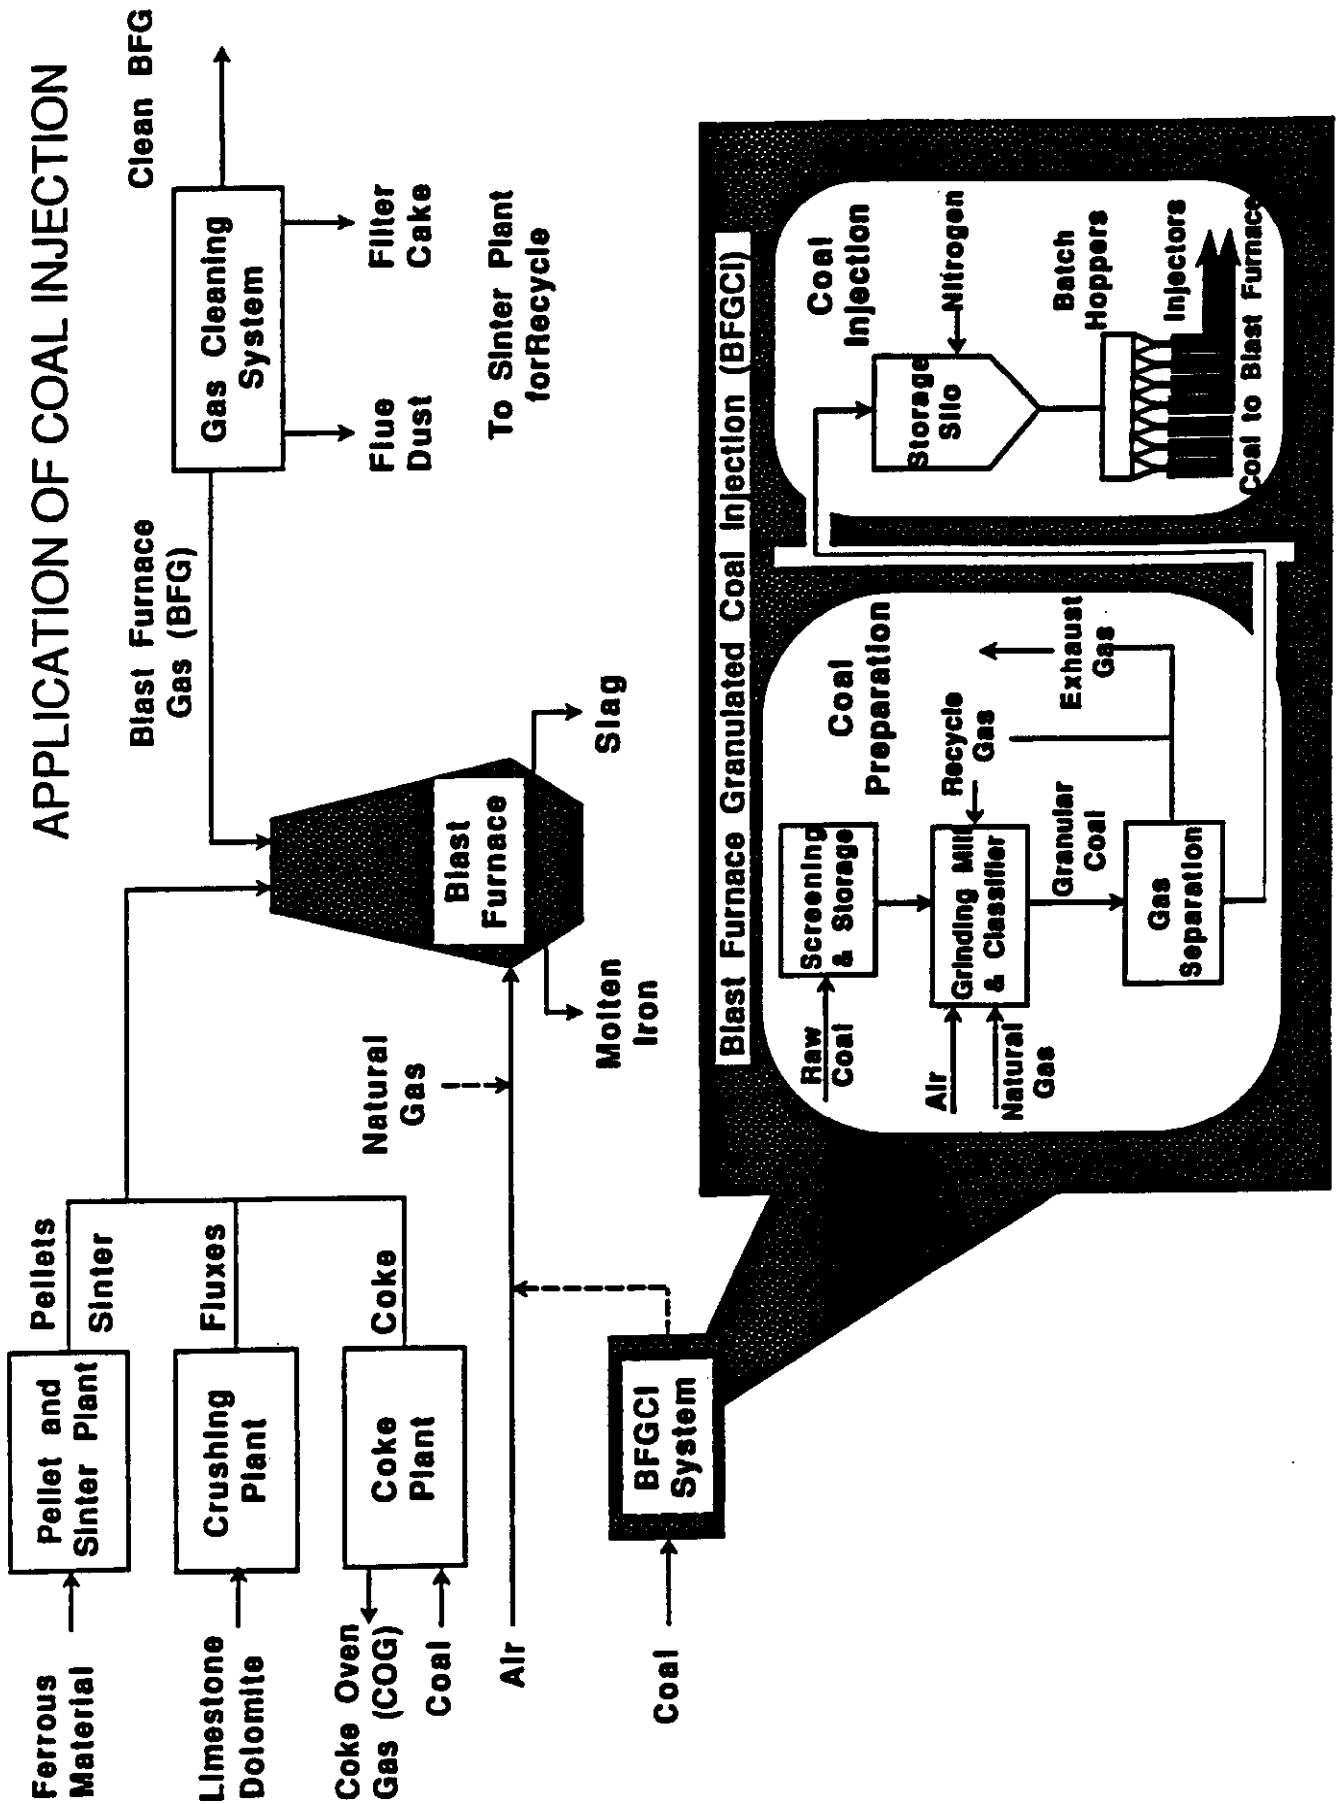 APPLICATION OF COAL INJECTION
Ferrous
Material
Pellet and
Sinter Plant
Pellets
Sinter
Limestone
Dolomite
Crushing
Plant
Fluxes
Coke Oven
Gas (COG)
Coal
Coke
Plant
Coke
Air
Natural
Gas
Coal
BFGCI
System
Blast
Furnace
Molten
Iron
Slag
Blast Furnace
Gas (BFG)
Gas Cleaning
System
Clean BFG
Flue
Dust
Filter
Cake
To Sinter Plant
forRecycle
Blast Furnace Granulated Coal Injection (BFGCI)
Coal
Preparation
Raw
Coal
Screening
& Storage
Air
Natural
Gas
Grinding Mill
& Classifier
Recycle
Gas
Granular
Coal
Exhaust
Gas
Gas
Separation
Coal
Injection
Storage
Silo
Nitrogen
Batch
Hoppers
Injectors
Coal to Blast Furnace